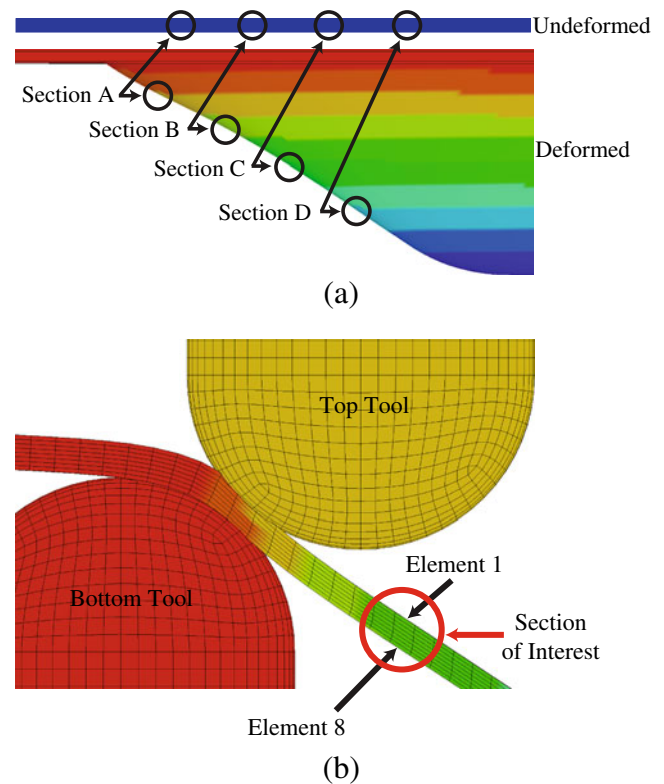 Undeformed
Section A
Section B
Deformed
Section C
Section D
(a)
Top Tool
Element 1
Bottom Tool
Section
of Interest
Element 8
(b)